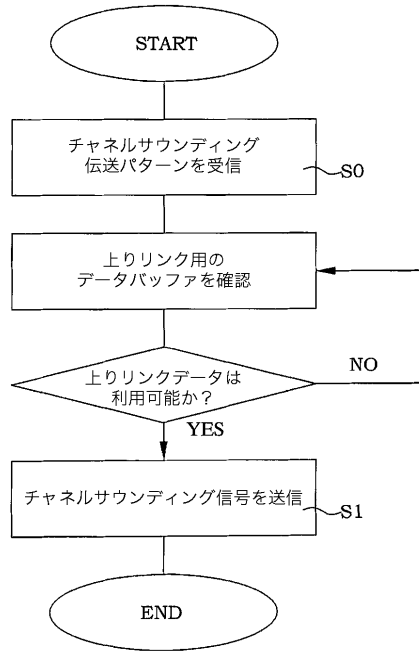 START
チャネルサウンディング
伝送パターンを受信
S0
上りリンク用の
データバッファを確認
上りリンクデータは
利用可能か？
NO
YES
チャネルサウンディング信号を送信
S1
END